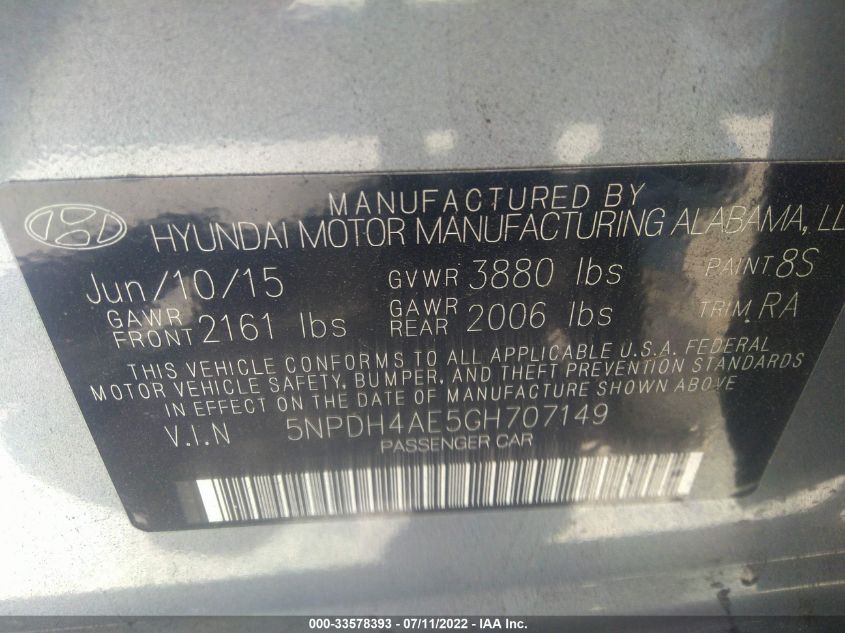 MANUFACTURED BY
HYUNDAI MOTOR MANUFACTURING ALABAMA, LL
Jun/10/15 GVWR 3880 lbs PAINT 8S
GAWR FRONT 2161 lbs GAWR REAR 2006 lbs TRIM RA
THIS VEHICLE CONFORMS TO ALL APPLICABLE U.S.A. FEDERAL
MOTOR VEHICLE SAFETY, BUMPER, AND THEFT PREVENTION STANDARDS
IN EFFECT ON THE DATE OF MANUFACTURE SHOWN ABOVE.
V.I.N 5NPDH4AE5GH707149
PASSENGER CAR
000-33578393 - 07/11/2022 - IAA Inc.